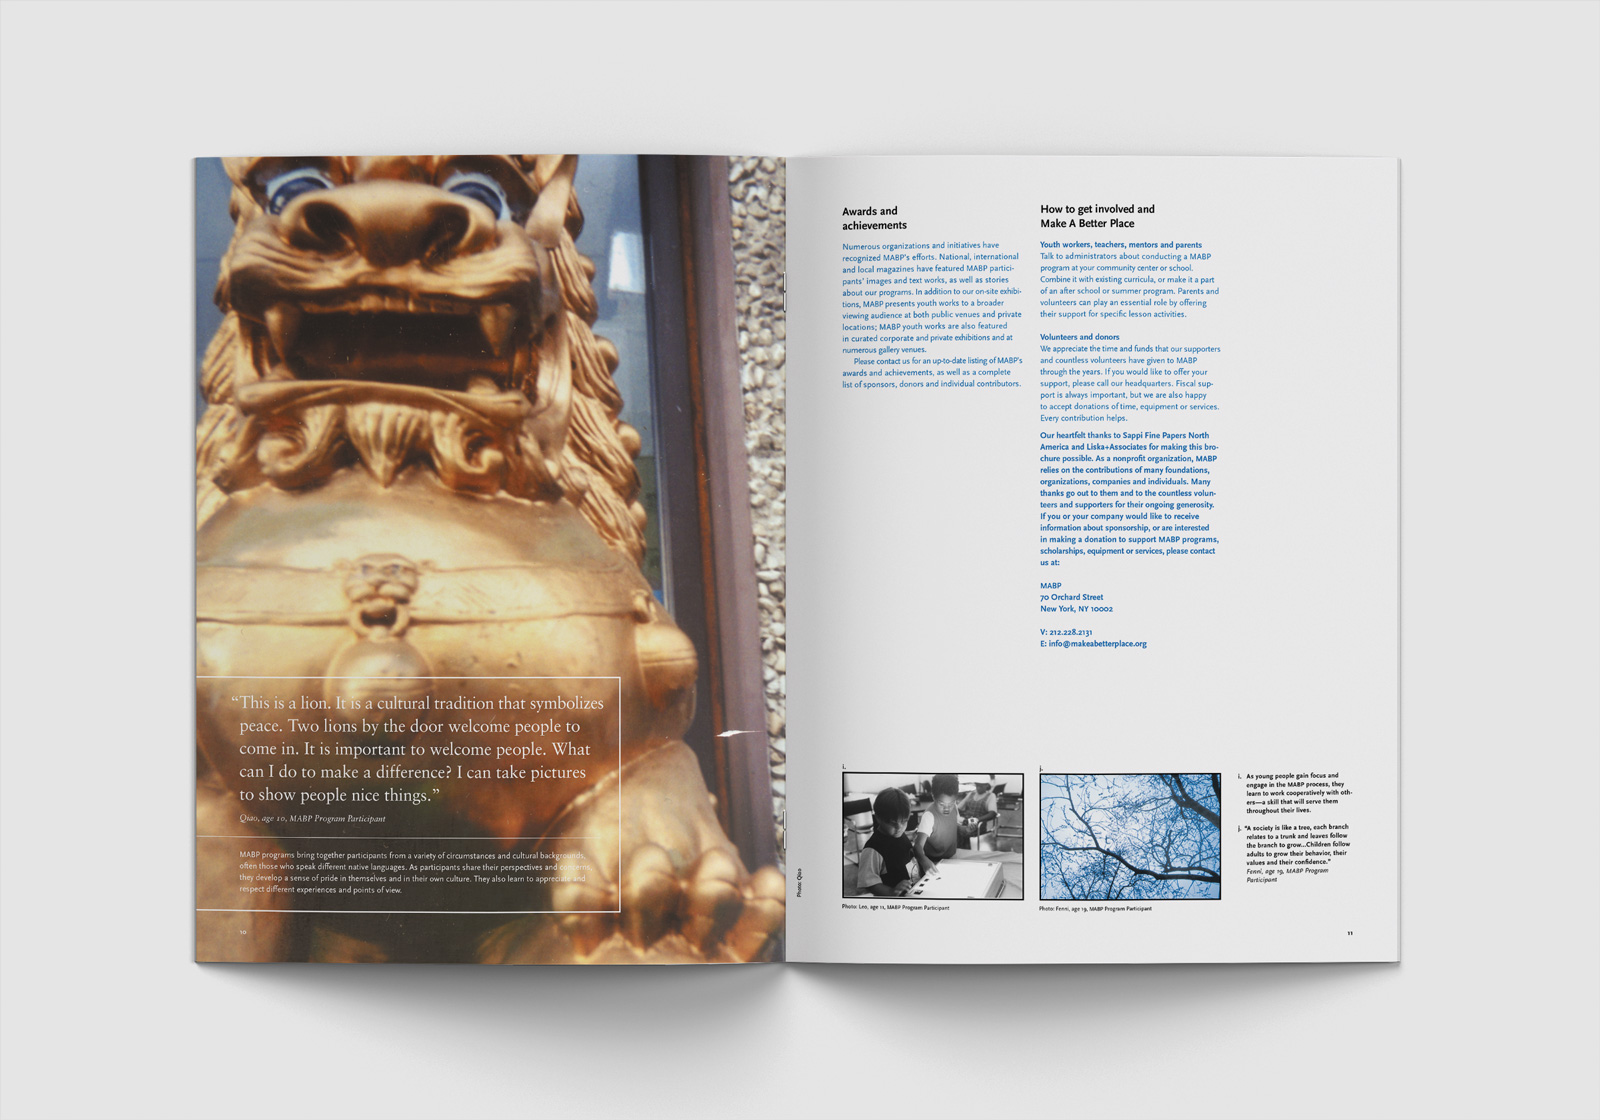 “This is a lion. It is a cultural tradition that symbolizes
peace. Two lions by the door welcome people to
come in. It is important to welcome people. What
can I do to make a difference? I can take pictures
to show people nice things.”
Qiao, age 10, MABP Program Participant
MABP programs bring together participants from a variety of circumstances and cultural backgrounds,
often those who speak different native languages. As participants share their perspectives and concerns,
they develop a sense of pride in themselves and in their own culture. They also learn to appreciate and
respect different experiences and points of view.
10
Photo: Qiao
Awards and
achievements
Numerous organizations and initiatives have
recognized MABP’s efforts. National, international
and local magazines have featured MABP partici-
pants’ images and text works, as well as stories
about our programs. In addition to our on-site exhibi-
tions, MABP presents youth works to a broader
viewing audience at both public venues and private
locations; MABP youth works are also featured
in curated corporate and private exhibitions and at
numerous gallery venues.
Please contact us for an up-to-date listing of MABP’s
awards and achievements, as well as a complete
list of sponsors, donors and individual contributors.
How to get involved and
Make A Better Place
Youth workers, teachers, mentors and parents
Talk to administrators about conducting a MABP
program at your community center or school.
Combine it with existing curricula, or make it a part
of an after school or summer program. Parents and
volunteers can play an essential role by offering
their support for specific lesson activities.
Volunteers and donors
We appreciate the time and funds that our supporters
and countless volunteers have given to MABP
through the years. If you would like to offer your
support, please call our headquarters. Fiscal sup-
port is always important, but we are also happy
to accept donations of time, equipment or services.
Every contribution helps.
Our heartfelt thanks to Sappi Fine Papers North
America and Liska+Associates for making this bro-
chure possible. As a nonprofit organization, MABP
relies on the contributions of many foundations,
organizations, companies and individuals. Many
thanks go out to them and to the countless volun-
teers and supporters for their ongoing generosity.
If you or your company would like to receive
information about sponsorship, or are interested
in making a donation to support MABP programs,
scholarships, equipment or services, please contact
us at:
MABP
70 Orchard Street
New York, NY 10002
V: 212.228.2131
E: info@makeabetterplace.org
i.
Photo: Leo, age 11, MABP Program Participant
j.
Photo: Fenni, age 19, MABP Program Participant
i. As young people gain focus and
engage in the MABP process, they
learn to work cooperatively with oth-
ers—a skill that will serve them
throughout their lives.
j. “A society is like a tree, each branch
relates to a trunk and leaves follow
the branch to grow...Children follow
adults to grow their behavior, their
values and their confidence.”
Fenni, age 19, MABP Program
Participant
11